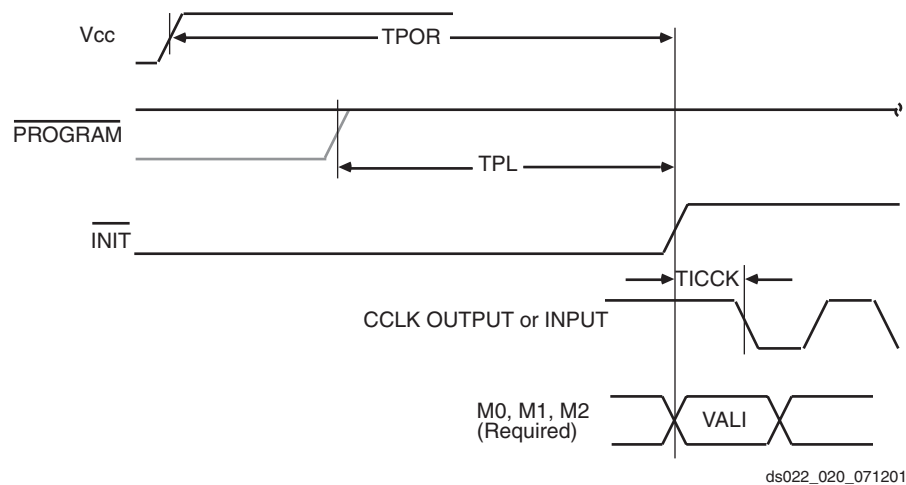 Vcc
TPOR
PROGRAM
TPL
INIT
TICCK
CCLK OUTPUT or INPUT
M0, M1, M2
(Required)
VALI
ds022_020_071201